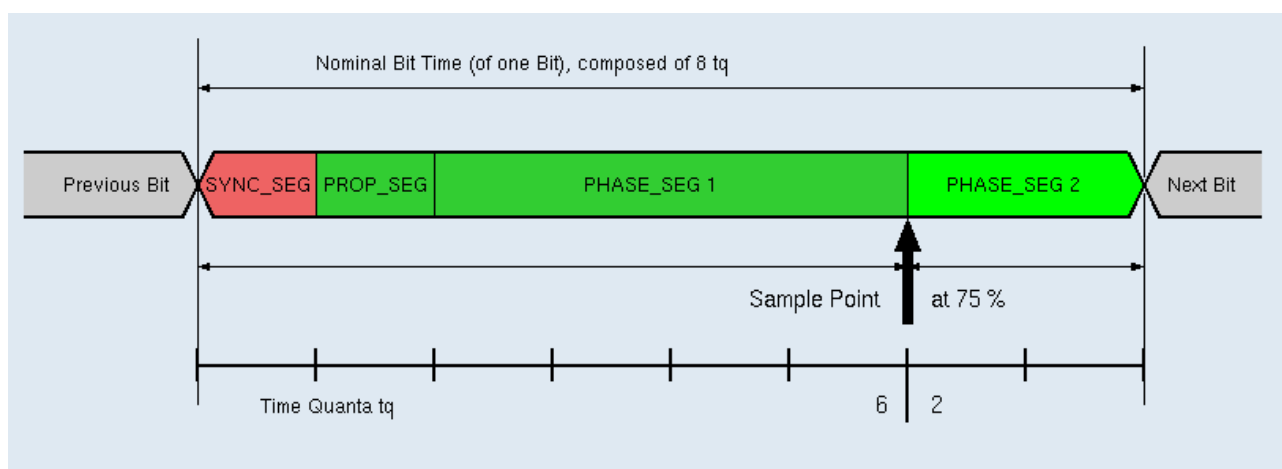 Nominal Bit Time (of one Bit), composed of 8 tq
Previous Bit SYNC_SEG PROP_SEG PHASE_SEG 1 PHASE_SEG 2 Next Bit
Sample Point at 75 %
Time Quanta tq 6 2